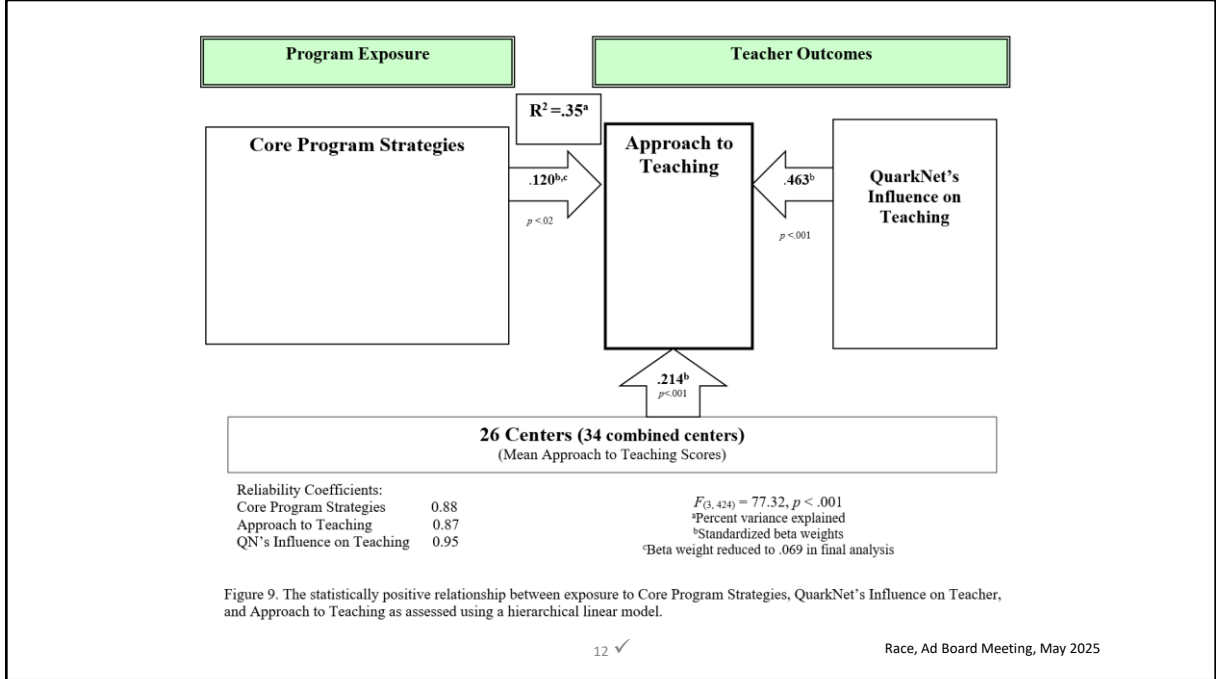 Program Exposure
Teacher Outcomes
R² =.35ᵃ
Core Program Strategies
Approach to
Teaching
QuarkNet’s
Influence on
Teaching
.120ᵇ,ᶜ
p <.02
.463ᵇ
p <.001
.214ᵇ
p<.001
26 Centers (34 combined centers)
(Mean Approach to Teaching Scores)
Reliability Coefficients:
Core Program Strategies 0.88
Approach to Teaching 0.87
QN’s Influence on Teaching 0.95
F(3, 424) = 77.32, p < .001
ᵃPercent variance explained
ᵇStandardized beta weights
ᶜBeta weight reduced to .069 in final analysis
Figure 9. The statistically positive relationship between exposure to Core Program Strategies, QuarkNet’s Influence on Teacher,
and Approach to Teaching as assessed using a hierarchical linear model.
12 ✓
Race, Ad Board Meeting, May 2025